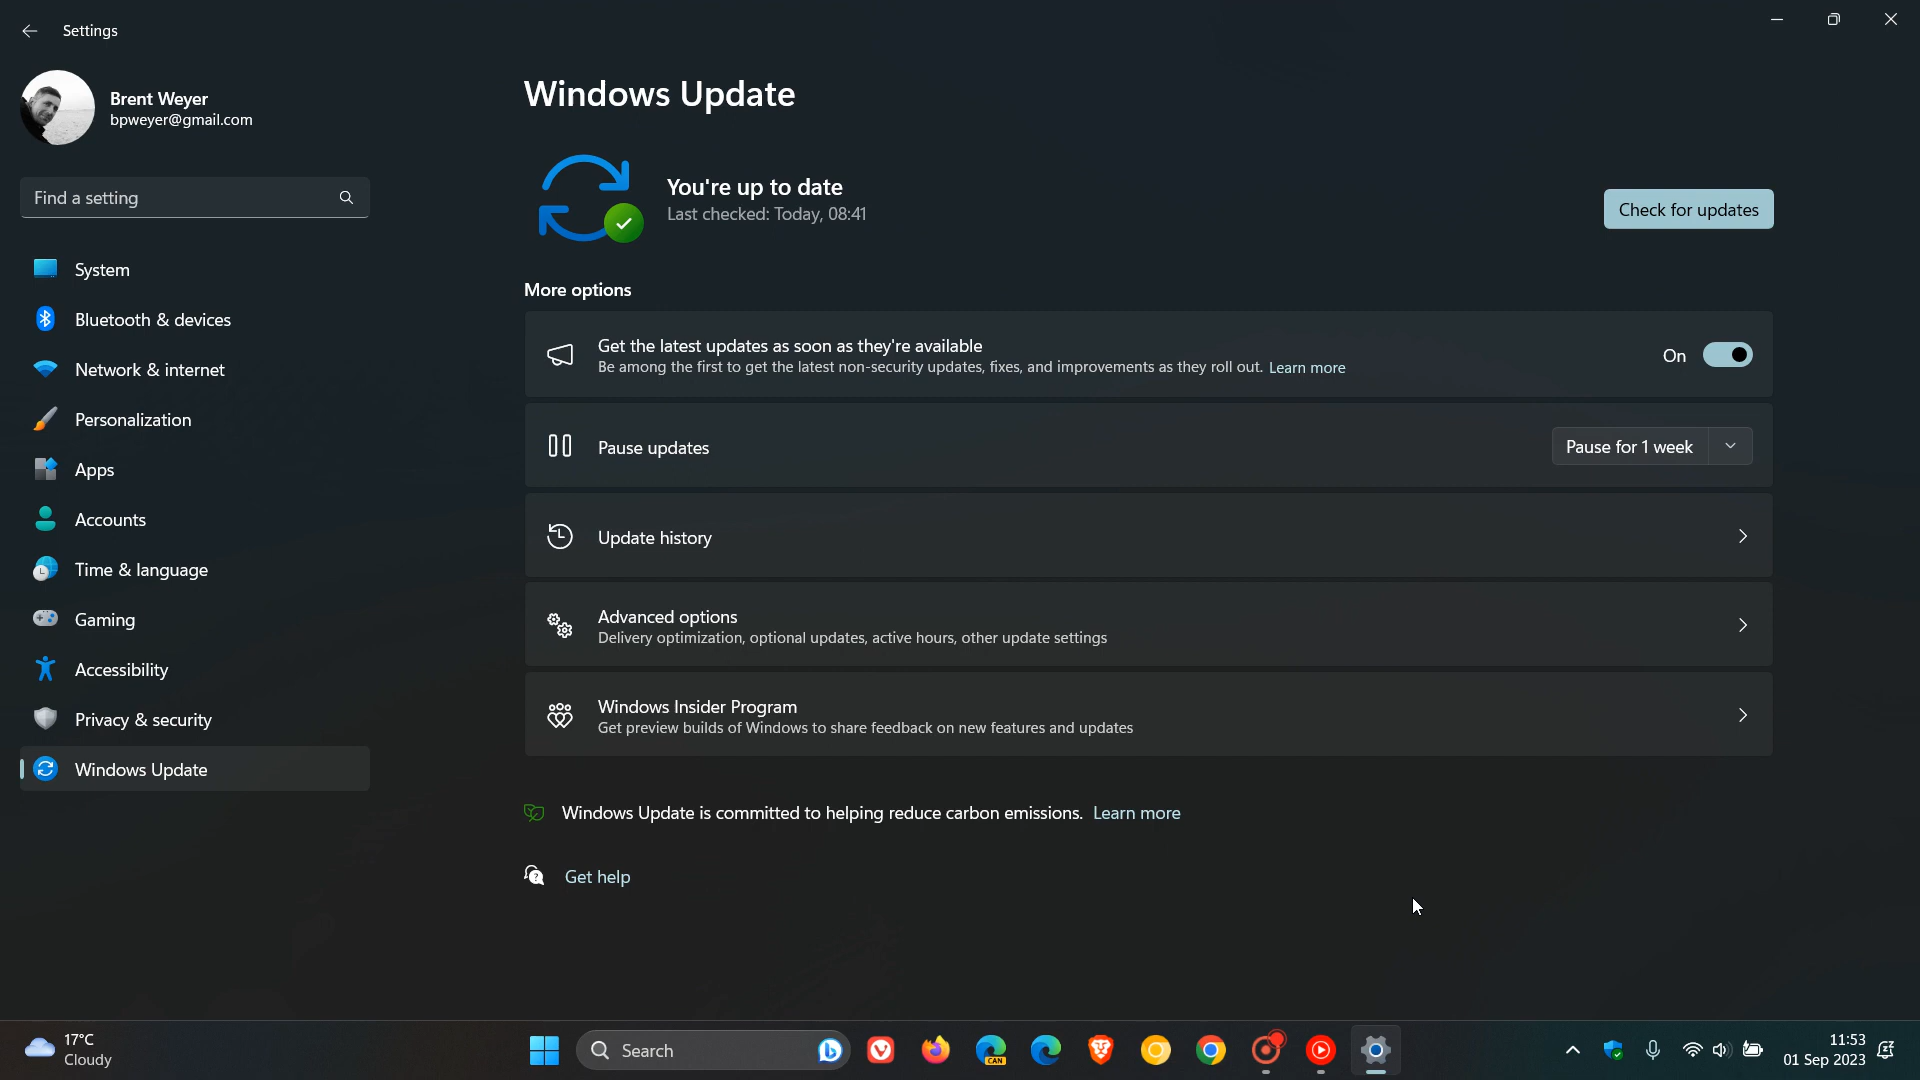 Settings
Brent Weyer
bpweyer@gmail.com
Find a setting
System
Bluetooth & devices
Network & internet
Personalization
Apps
Accounts
Time & language
Gaming
Accessibility
Privacy & security
Windows Update
Windows Update
You're up to date
Last checked: Today, 08:41
Check for updates
More options
Get the latest updates as soon as they're available
Be among the first to get the latest non-security updates, fixes, and improvements as they roll out. Learn more
On
Pause updates
Pause for 1 week
Update history
Advanced options
Delivery optimization, optional updates, active hours, other update settings
Windows Insider Program
Get preview builds of Windows to share feedback on new features and updates
Windows Update is committed to helping reduce carbon emissions. Learn more
Get help
17°C
Cloudy
Search
CAN
11:53
01 Sep 2023